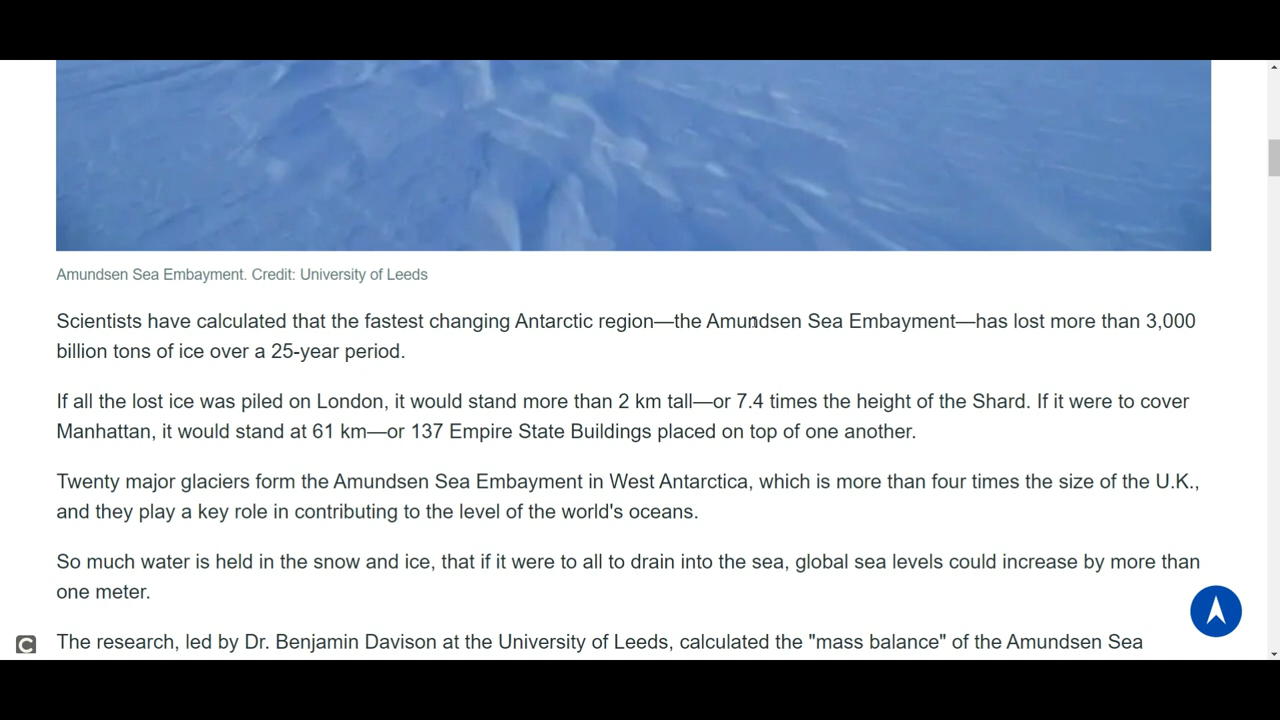 Amundsen Sea Embayment. Credit: University of Leeds
Scientists have calculated that the fastest changing Antarctic region—the Amundsen Sea Embayment—has lost more than 3,000
billion tons of ice over a 25-year period.
If all the lost ice was piled on London, it would stand more than 2 km tall—or 7.4 times the height of the Shard. If it were to cover
Manhattan, it would stand at 61 km—or 137 Empire State Buildings placed on top of one another.
Twenty major glaciers form the Amundsen Sea Embayment in West Antarctica, which is more than four times the size of the U.K.,
and they play a key role in contributing to the level of the world's oceans.
So much water is held in the snow and ice, that if it were to all to drain into the sea, global sea levels could increase by more than
one meter.
The research, led by Dr. Benjamin Davison at the University of Leeds, calculated the "mass balance" of the Amundsen Sea
C